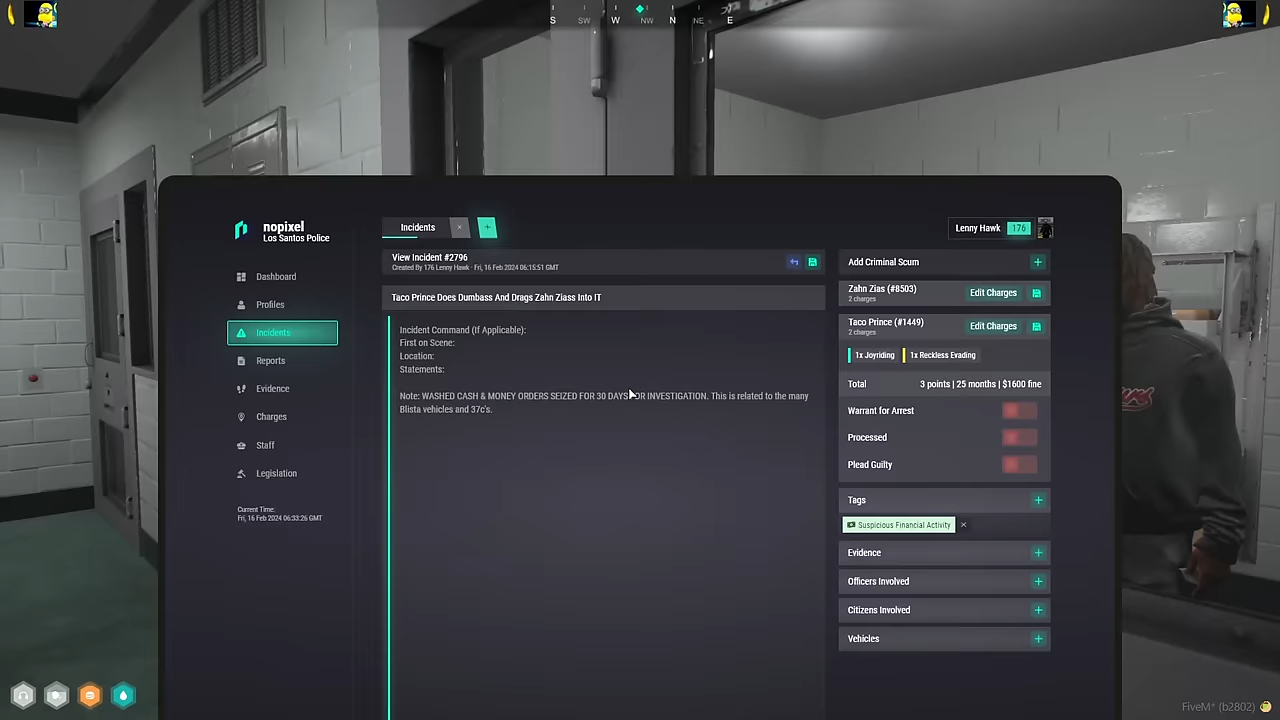 S SW W NW N NE E
nopixel
Los Santos Police
Incidents × +
Lenny Hawk 176
Dashboard
Profiles
Incidents
Reports
Evidence
Charges
Staff
Legislation
Current Time:
Fri, 16 Feb 2024 06:33:26 GMT
View Incident #2796
Created By 176 Lenny Hawk · Fri, 16 Feb 2024 06:15:51 GMT
Taco Prince Does Dumbass And Drags Zahn Ziass Into IT
Incident Command (If Applicable):
First on Scene:
Location:
Statements:
Note: WASHED CASH & MONEY ORDERS SEIZED FOR 30 DAYS OR INVESTIGATION. This is related to the many
Blista vehicles and 37c's.
Add Criminal Scum +
Zahn Zias (#8503)
2 charges
Edit Charges
Taco Prince (#1449)
2 charges
Edit Charges
1x Joyriding 1x Reckless Evading
Total 3 points | 25 months | $1600 fine
Warrant for Arrest
Processed
Plead Guilty
Tags +
Suspicious Financial Activity ×
Evidence +
Officers Involved +
Citizens Involved +
Vehicles +
FiveM* (b2802)